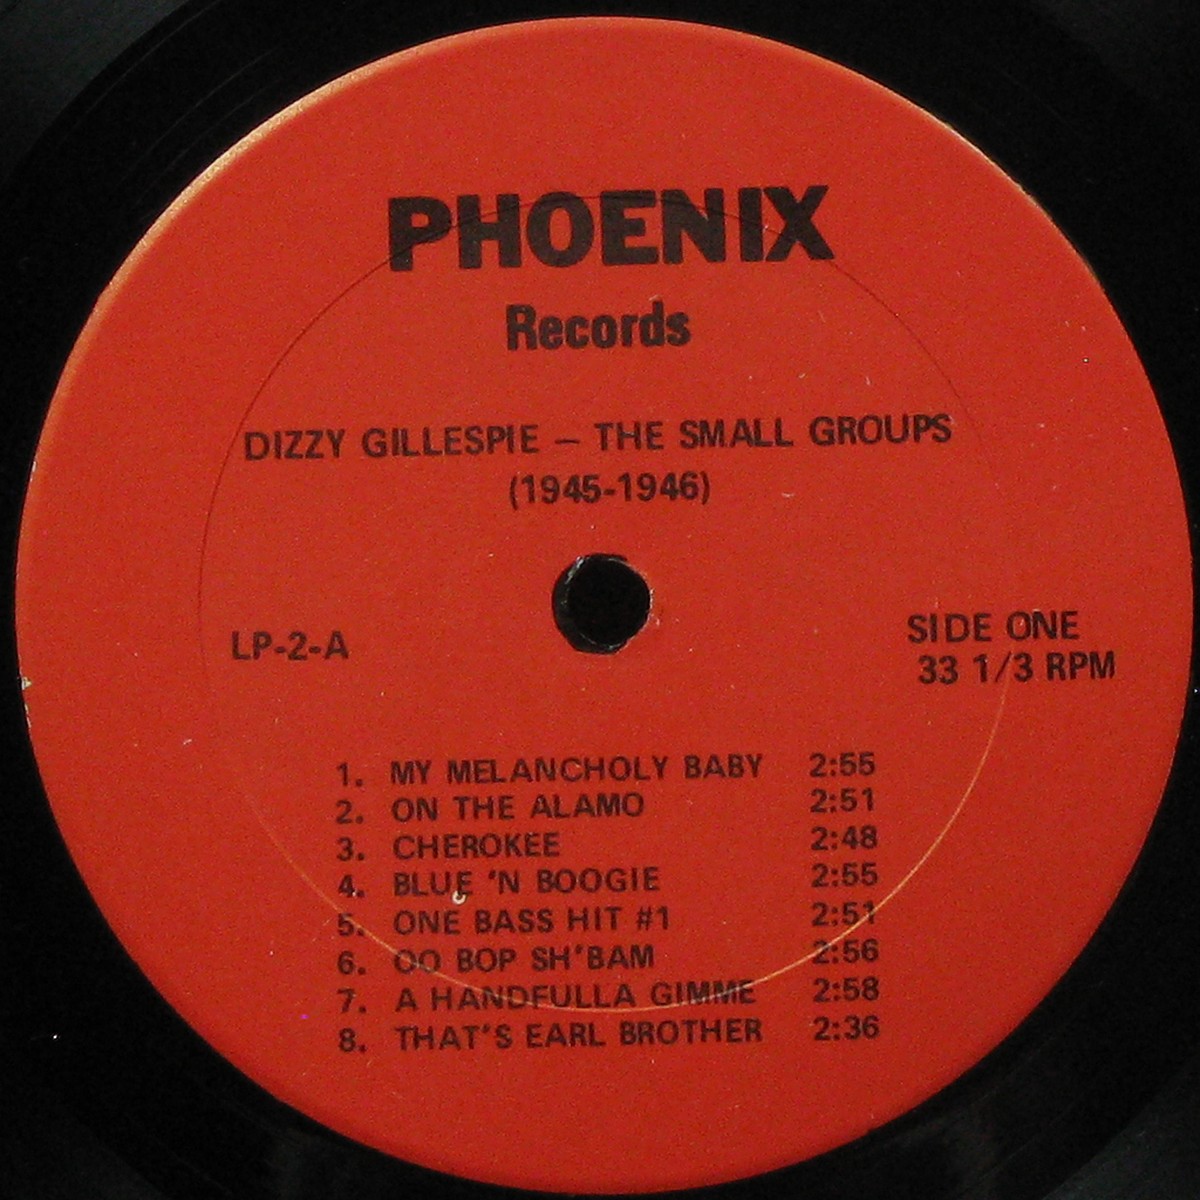 PHOENIX
Records
DIZZY GILLESPIE – THE SMALL GROUPS
(1945-1946)
LP-2-A
SIDE ONE
33 1/3 RPM
1. MY MELANCHOLY BABY 2:55
2. ON THE ALAMO 2:51
3. CHEROKEE 2:48
4. BLUE 'N BOOGIE 2:55
5. ONE BASS HIT #1 2:51
6. OO BOP SH'BAM 2:56
7. A HANDFULLA GIMME 2:58
8. THAT'S EARL BROTHER 2:36